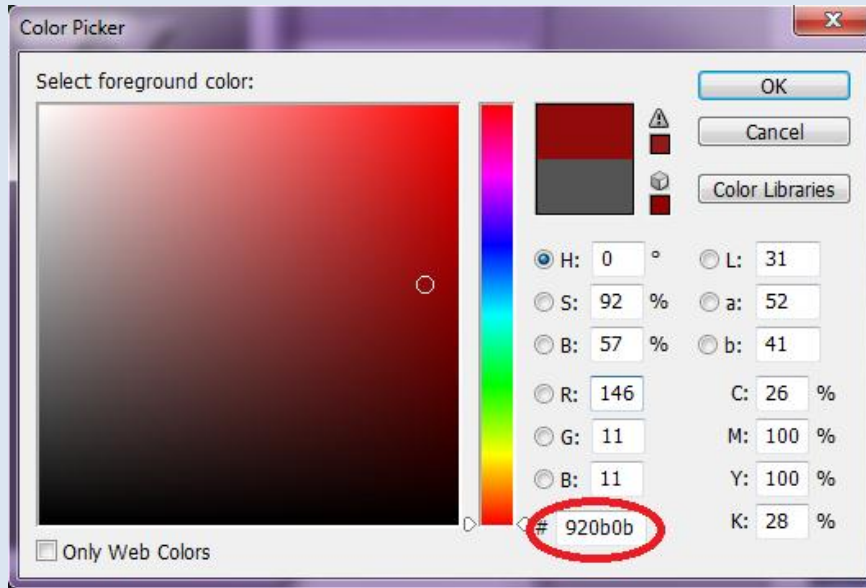 Color Picker
Select foreground color:
OK
Cancel
Color Libraries
H: 0 ° L: 31
S: 92 % a: 52
B: 57 % b: 41
R: 146 C: 26 %
G: 11 M: 100 %
B: 11 Y: 100 %
# 920b0b K: 28 %
Only Web Colors